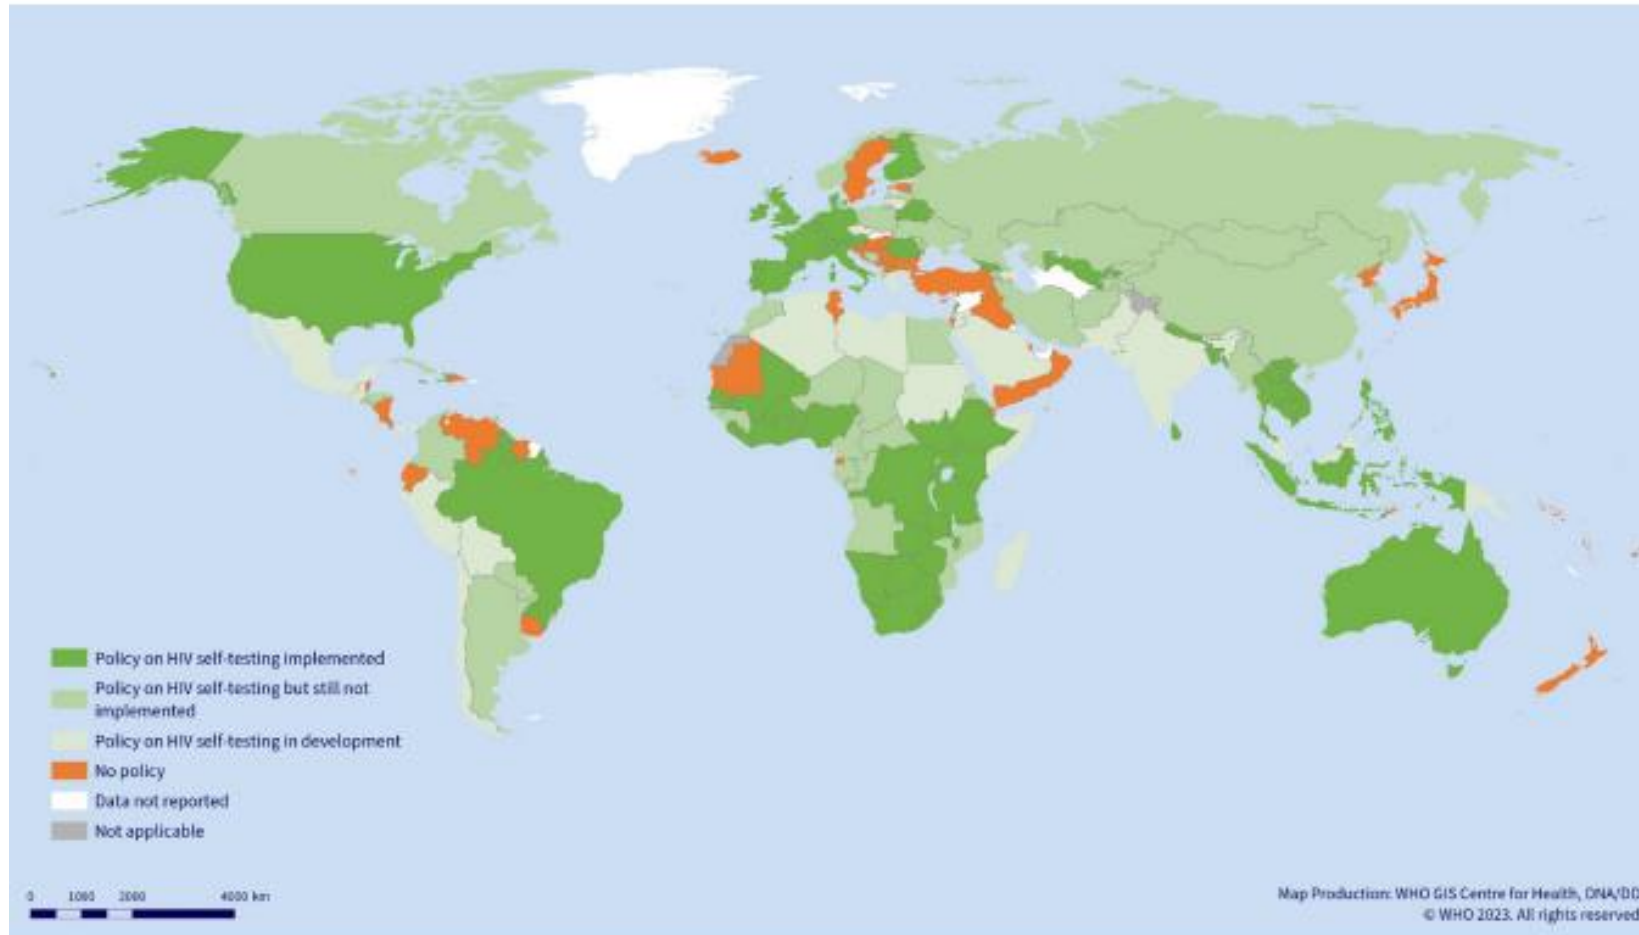 Policy on HIV self-testing implemented
Policy on HIV self-testing but still not
implemented
Policy on HIV self-testing in development
No policy
Data not reported
Not applicable
0 1000 2000 4000 km
Map Production: WHO GIS Centre for Health, DNA/DD
© WHO 2023. All rights reserved